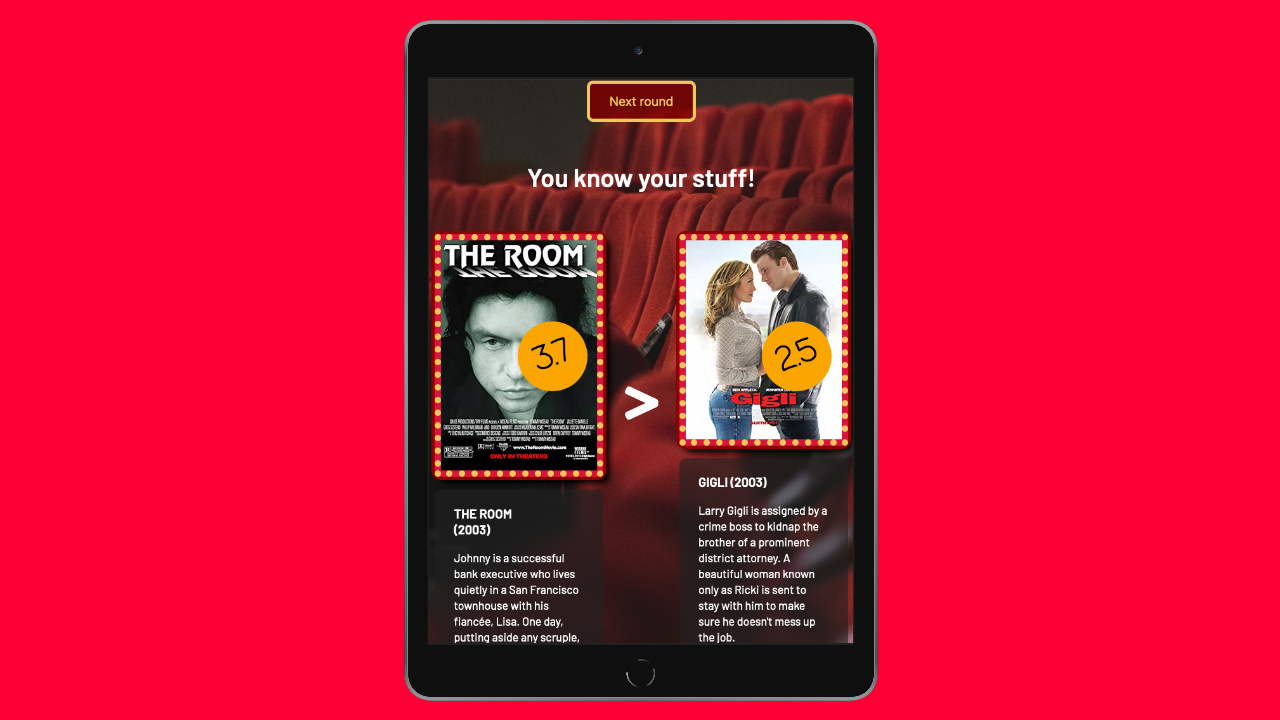 Next round
You know your stuff!
THE ROOM
3.7
www.TheRoomMovie.com
ONLY IN THEATERS
>
2.5
Gigli
THE ROOM
(2003)
Johnny is a successful
bank executive who lives
quietly in a San Francisco
townhouse with his
fiancée, Lisa. One day,
putting aside any scruple,
GIGLI (2003)
Larry Gigli is assigned by a
crime boss to kidnap the
brother of a prominent
district attorney. A
beautiful woman known
only as Ricki is sent to
stay with him to make
sure he doesn't mess up
the job.